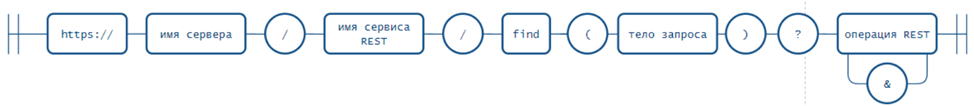 https://
имя сервера
/
имя сервиса
REST
/
find
(
тело запроса
)
?
операция REST
&